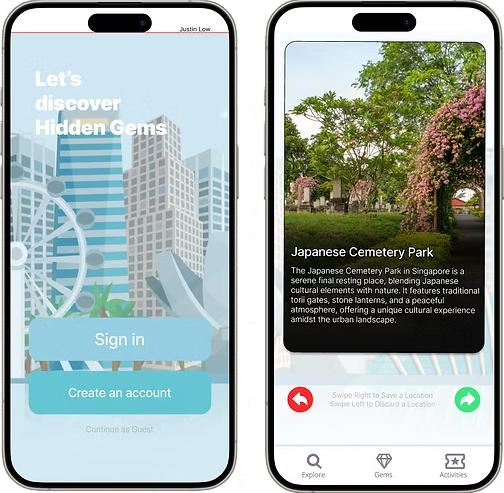 Justin Low
Let's
discover
Hidden Gems
Sign in
Create an account
Continue as Guest
Japanese Cemetery Park
The Japanese Cemetery Park in Singapore is a
serene final resting place, blending Japanese
cultural elements with nature. It features traditional
torii gates, stone lanterns, and a peaceful
atmosphere, offering a unique cultural experience
amidst the urban landscape.
Swipe Right to Save a Location
Swipe Left to Discard a Location
Explore
Gems
Activities